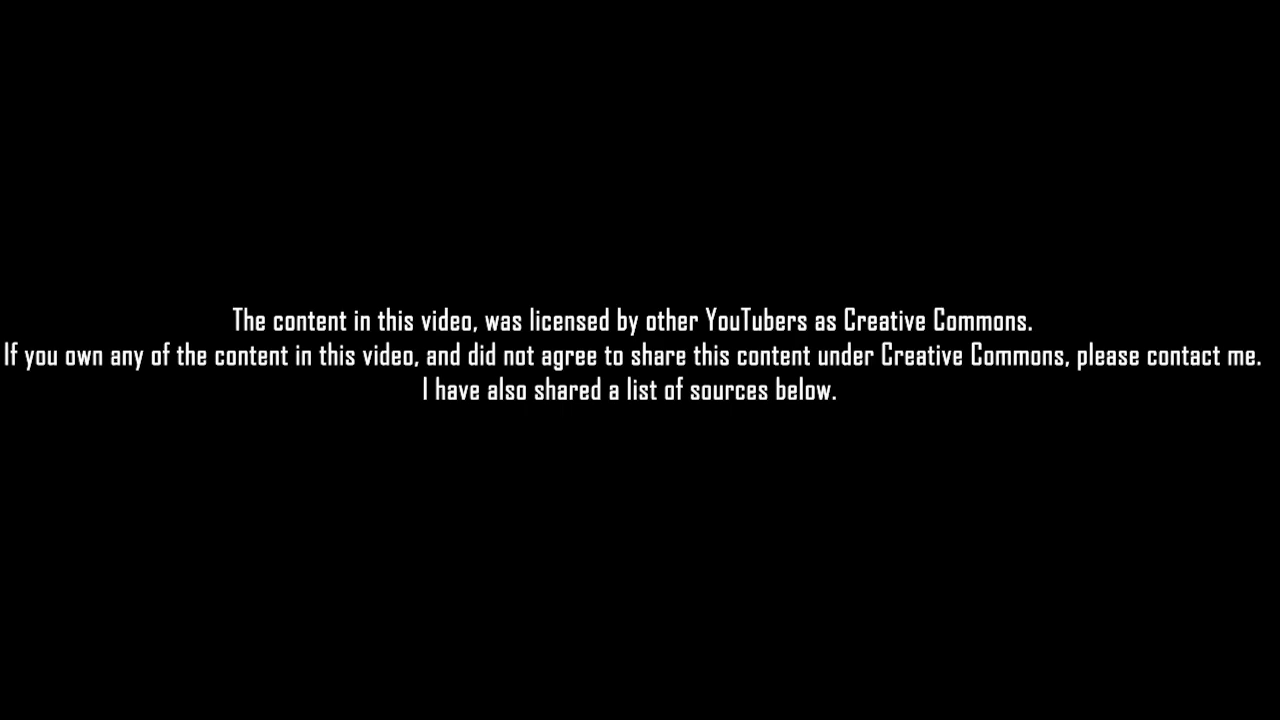 The content in this video, was licensed by other YouTubers as Creative Commons.
If you own any of the content in this video, and did not agree to share this content under Creative Commons, please contact me.
I have also shared a list of sources below.